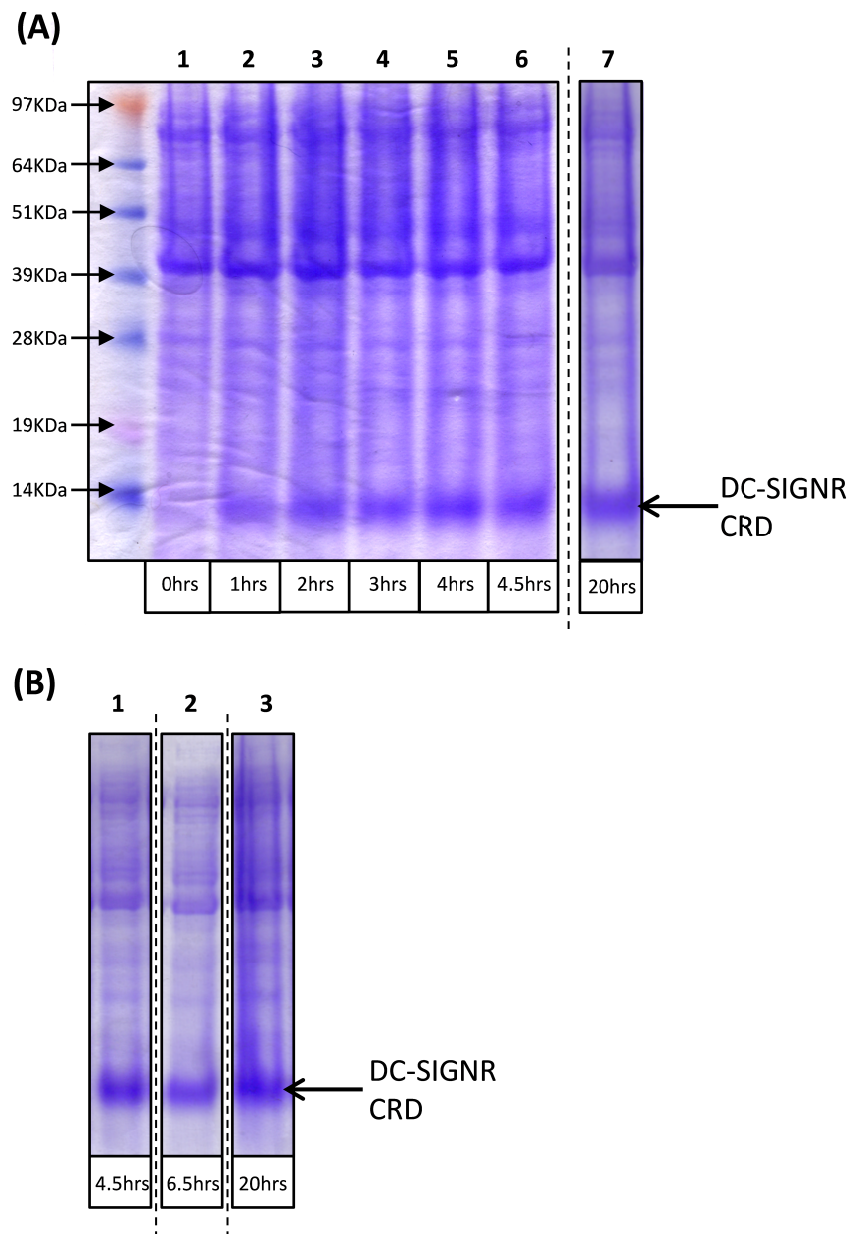 (A)
1 2 3 4 5 6 7
97KDa
64KDa
51KDa
39KDa
28KDa
19KDa
14KDa
DC-SIGNR
CRD
0hrs 1hrs 2hrs 3hrs 4hrs 4.5hrs 20hrs
(B)
1 2 3
DC-SIGNR
CRD
4.5hrs 6.5hrs 20hrs